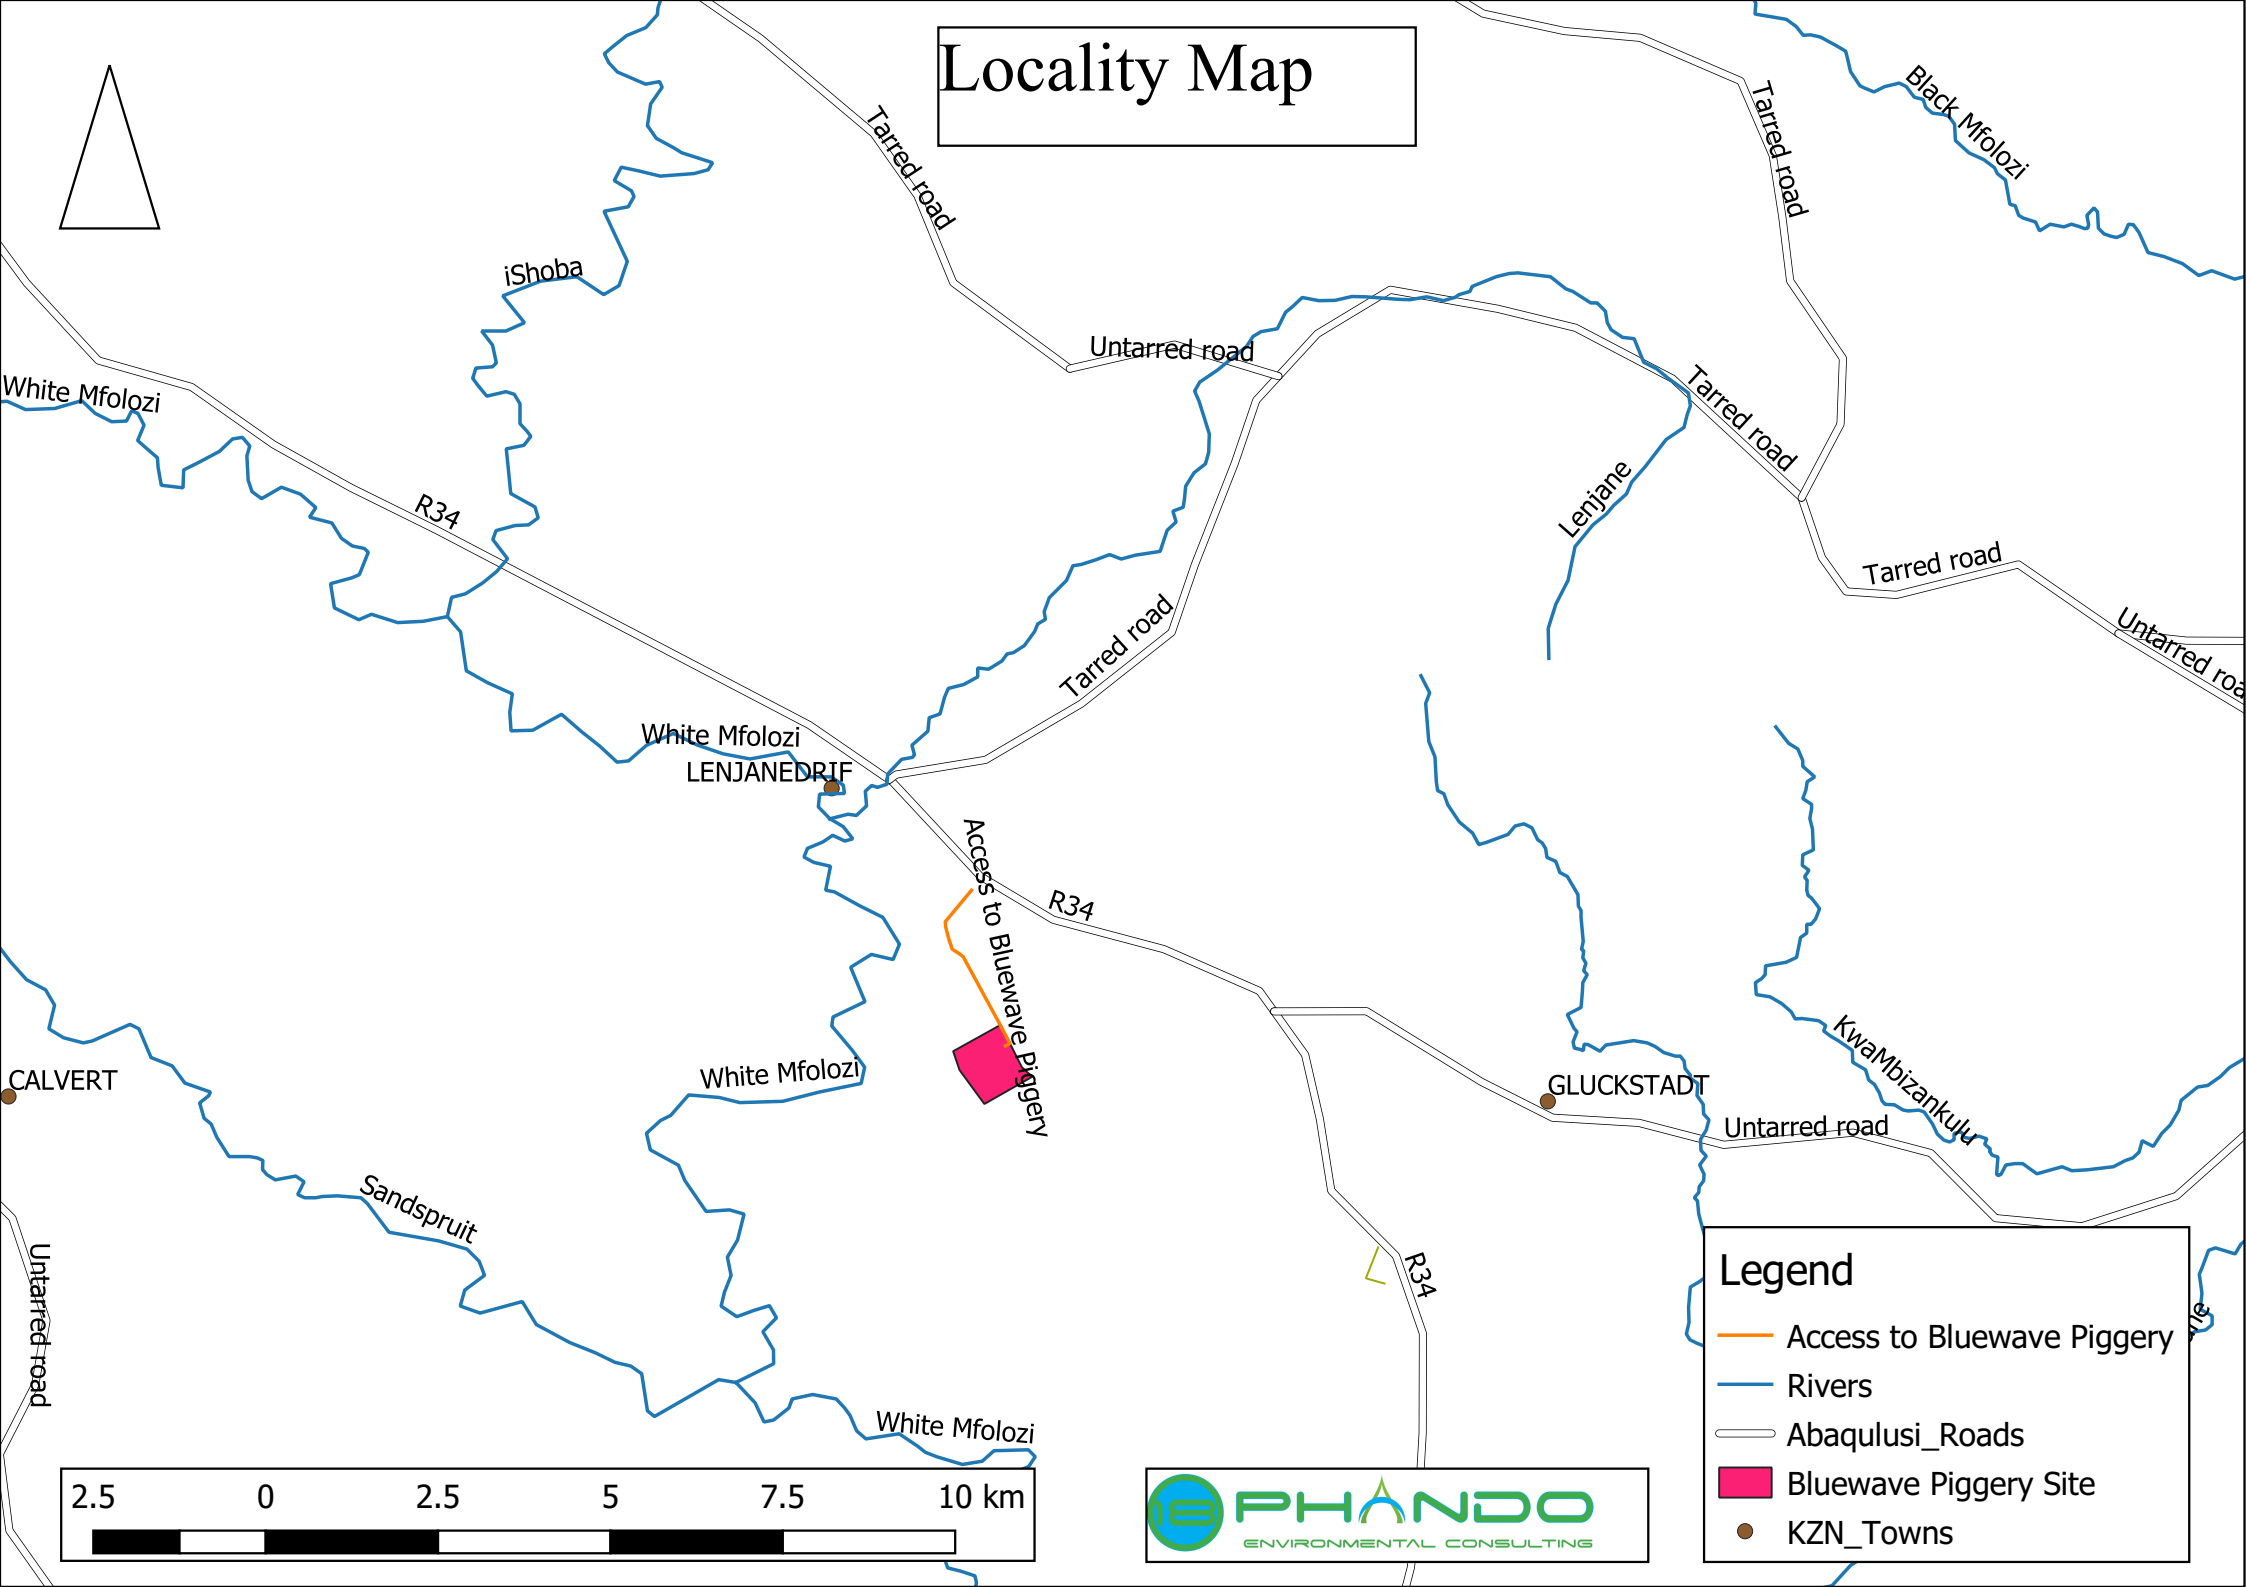 Locality Map
Black Mfolozi
Tarred road
Tarred road
iShoba
Untarred road
White Mfolozi
Tarred road
Lenjane
R34
Tarred road
Tarred road
Untarred
White Mfolozi
LENJANEDRIF
Access to Bluewave Piggery
R34
KwaMbizankulu
White Mfolozi
CALVERT
GLUCKSTADT
Untarred road
Sandspruit
Untarred road
R34
White Mfolozi
Legend
Access to Bluewave Piggery
Rivers
Abaqulusi_Roads
Bluewave Piggery Site
KZN_Towns
2.5 0 2.5 5 7.5 10 km
PHANDO
ENVIRONMENTAL CONSULTING